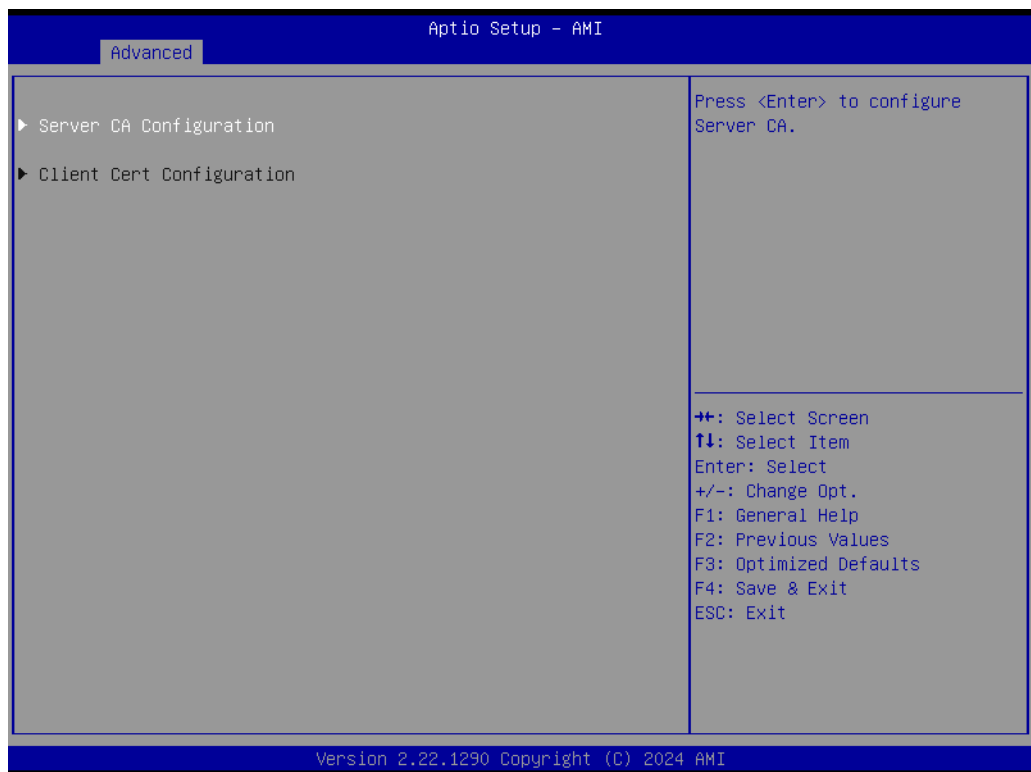 Aptio Setup – AMI
Advanced
▶ Server CA Configuration
▶ Client Cert Configuration
Press <Enter> to configure
Server CA.
→←: Select Screen
↑↓: Select Item
Enter: Select
+/-: Change Opt.
F1: General Help
F2: Previous Values
F3: Optimized Defaults
F4: Save & Exit
ESC: Exit
Version 2.22.1290 Copyright (C) 2024 AMI